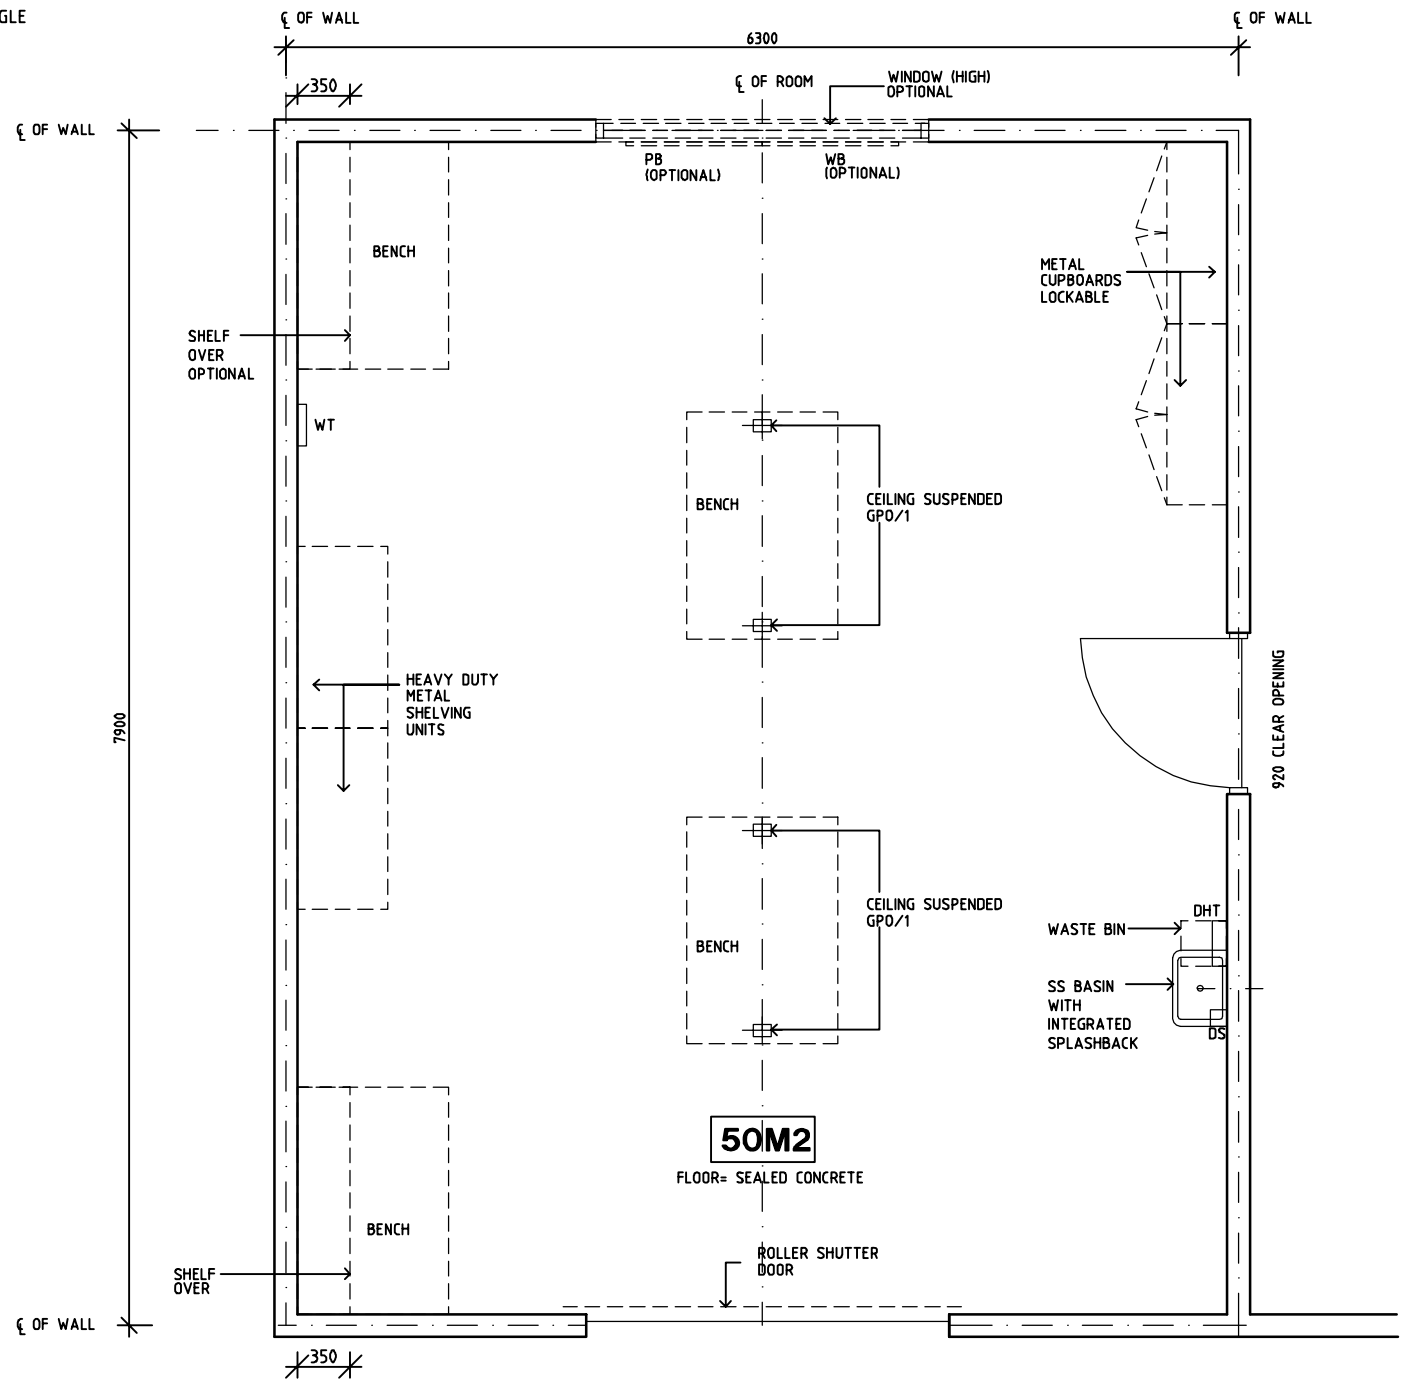 GLE
℄ OF WALL
℄ OF WALL
6300
350
℄ OF ROOM
WINDOW (HIGH)
OPTIONAL
℄ OF WALL
PB
(OPTIONAL)
WB
(OPTIONAL)
BENCH
METAL
CUPBOARDS
LOCKABLE
SHELF
OVER
OPTIONAL
WT
BENCH
CEILING SUSPENDED
GPO/1
920 CLEAR OPENING
HEAVY DUTY
METAL
SHELVING
UNITS
7900
CEILING SUSPENDED
GPO/1
BENCH
DHT
WASTE BIN
SS BASIN
WITH
INTEGRATED
SPLASHBACK
DS
50M2
FLOOR= SEALED CONCRETE
BENCH
ROLLER SHUTTER
DOOR
SHELF
OVER
℄ OF WALL
350